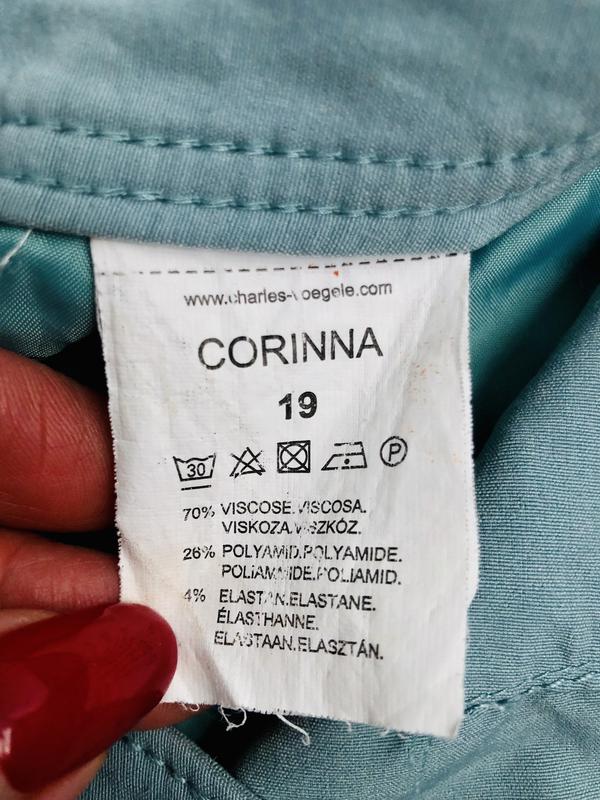 www.charles-voegele.com
CORINNA
19
30 P
70% VISCOSE.VISCOSA.
VISKOZA.VISZKÓZ.
26% POLYAMID.POLYAMIDE.
POLIAMMIDE.POLIAMID.
4% ELASTAN.ELASTANE.
ÉLASTHANNE.
ELASTAAN.ELASZTÁN.